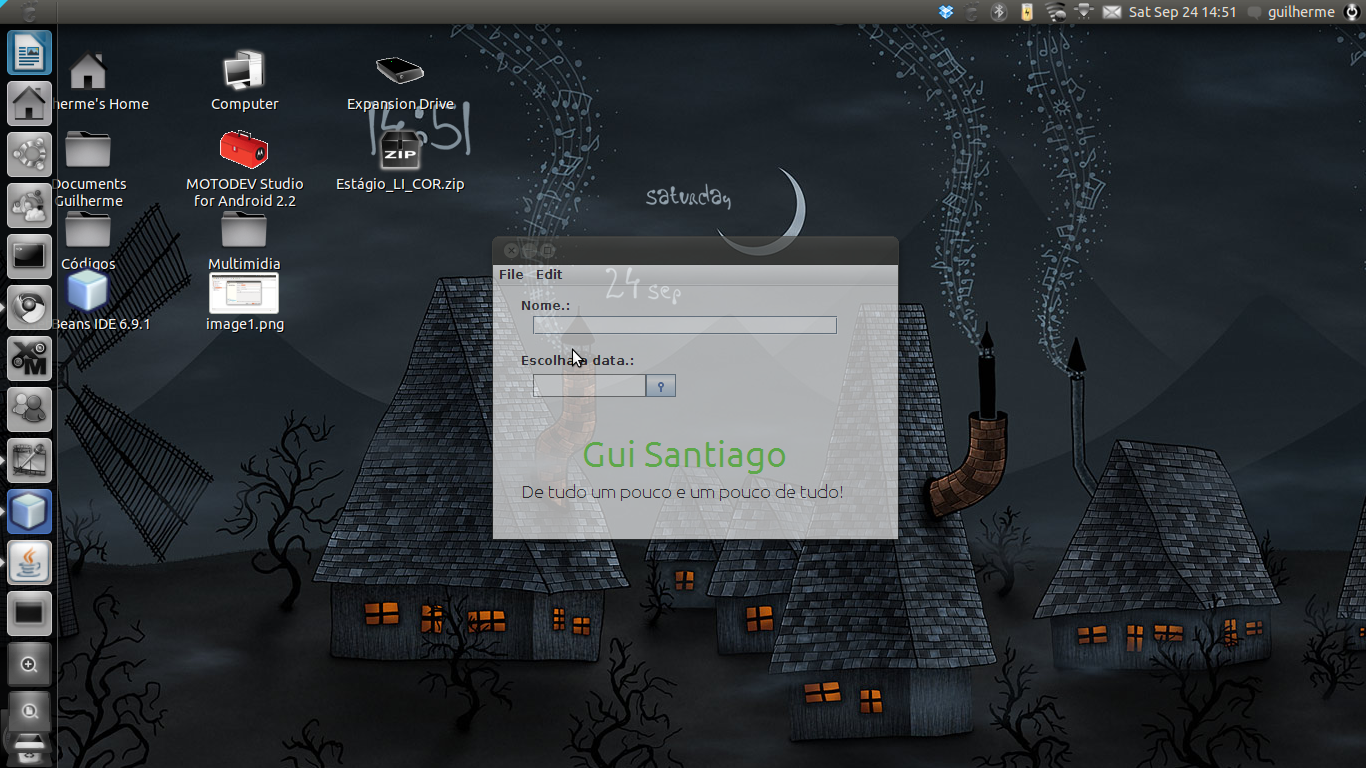 Sat Sep 24 14:51 guilherme
herme's Home
Computer
Expansion Drive
14:51
ZIP
Documents
Guilherme
MOTODEV Studio
for Android 2.2
Estágio_LI_COR.zip
saturday
Códigos
Multimidia
24 sep
Beans IDE 6.9.1
image1.png
File Edit
Nome.:
Escolha a data.:
Gui Santiago
De tudo um pouco e um pouco de tudo!